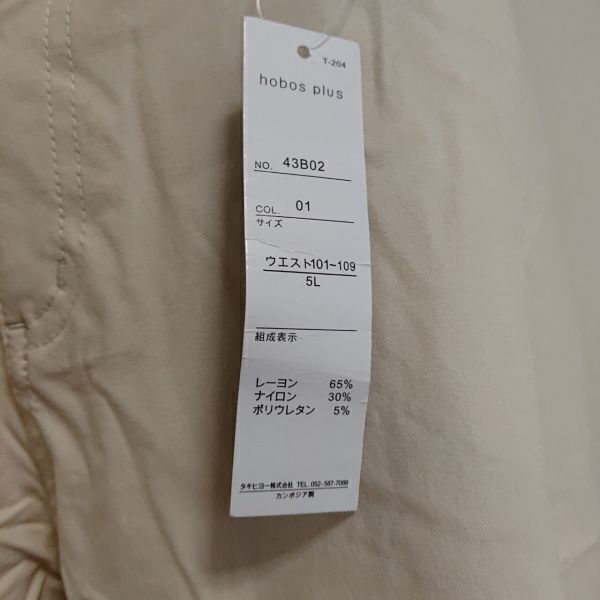 T-204
hobos plus
NO. 43B02
COL. 01
サイズ
ウエスト101~109
5L
組成表示
レーヨン 65%
ナイロン 30%
ポリウレタン 5%
タキヒヨー株式会社 TEL.052-587-7088
カンボジア製